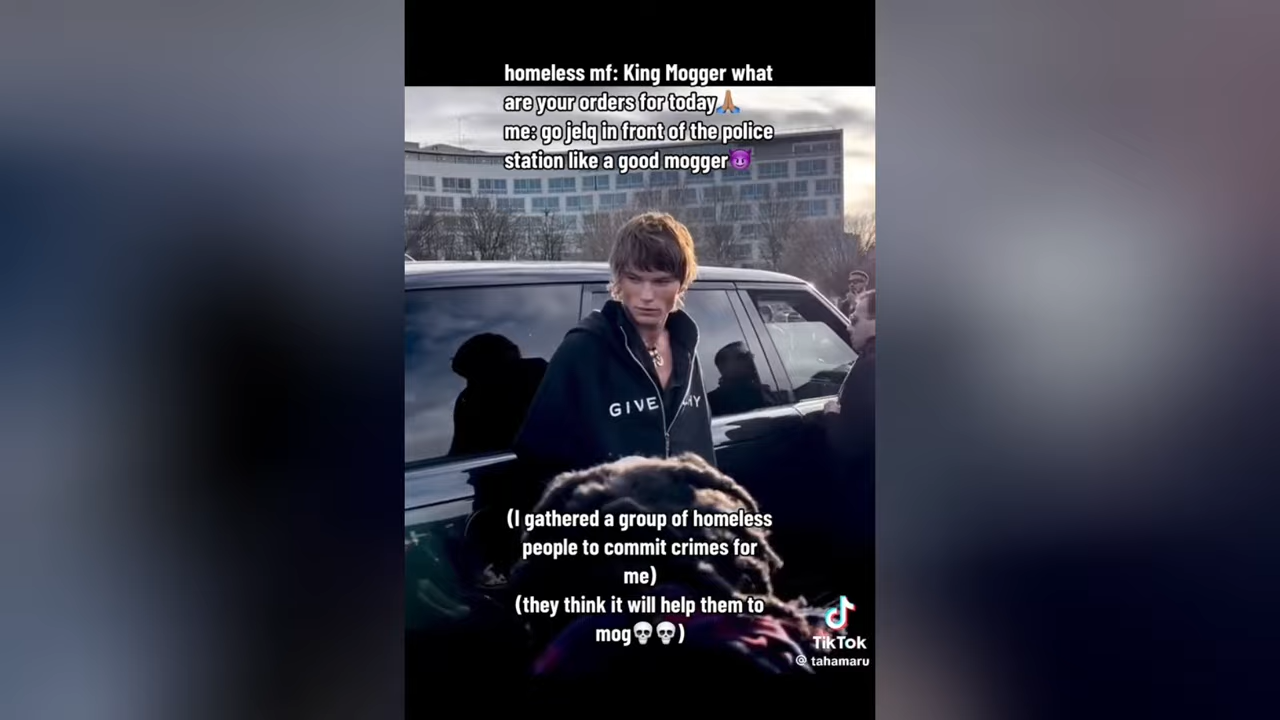 homeless mf: King Mogger what
are your orders for today🙏🏽
me: go jelq in front of the police
station like a good mogger😈
GIVE HY
(I gathered a group of homeless
people to commit crimes for
me)
(they think it will help them to
mog💀💀)
TikTok
@ tahamaru